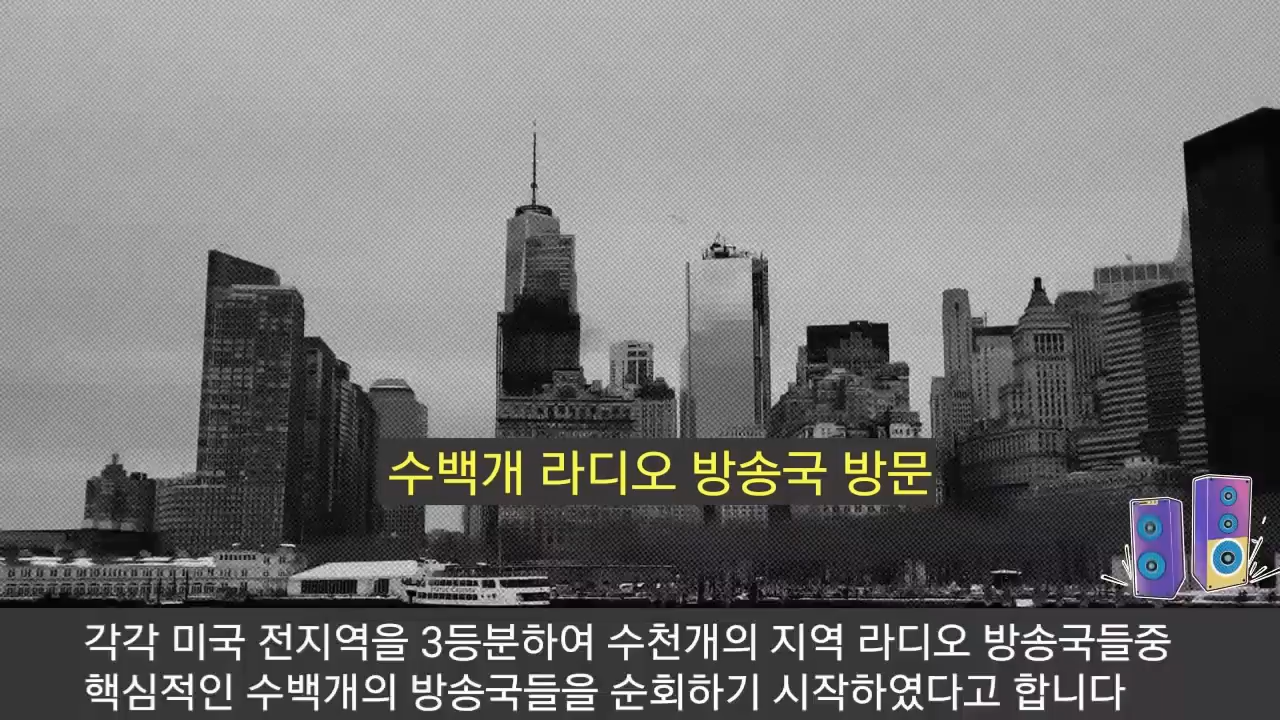 수백개 라디오 방송국 방문
각각 미국 전지역을 3등분하여 수천개의 지역 라디오 방송국들중
핵심적인 수백개의 방송국들을 순회하기 시작하였다고 합니다